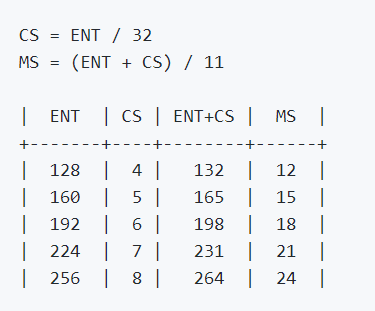 CS = ENT / 32
MS = (ENT + CS) / 11
|  ENT  | CS | ENT+CS |  MS  |
+-------+----+--------+------+
|  128  |  4 |   132  |  12  |
|  160  |  5 |   165  |  15  |
|  192  |  6 |   198  |  18  |
|  224  |  7 |   231  |  21  |
|  256  |  8 |   264  |  24  |